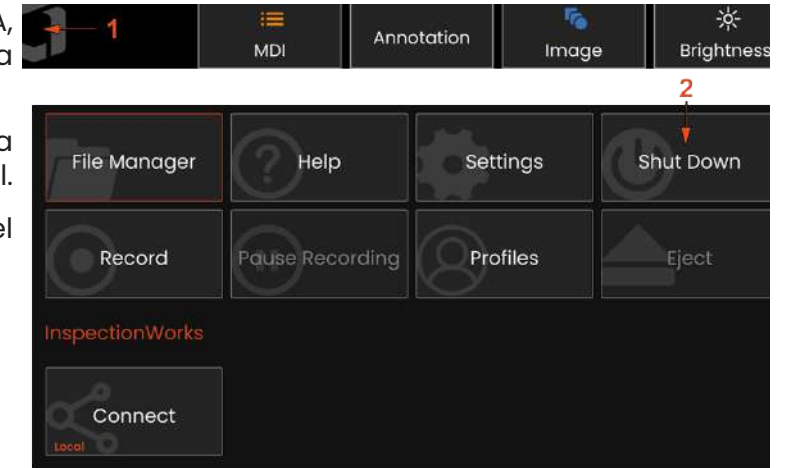 A,
a
1
MDI
Annotation
Image
Brightness
2
a
l.
el
File Manager
Help
Settings
Shut Down
Record
Pause Recording
Profiles
Eject
InspectionWorks
Connect
Local